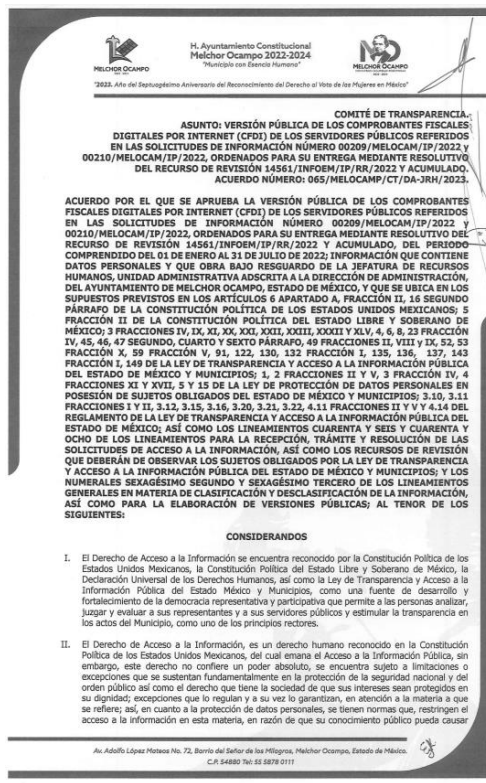 MELCHOR OCAMPO
H. Ayuntamiento Constitucional
Melchor Ocampo 2022-2024
"Municipio con Esencia Humana"
MELCHOR OCAMPO
"2023. Año del Septuagésimo Aniversario del Reconocimiento del Derecho al Voto de las Mujeres en México"
COMITÉ DE TRANSPARENCIA.
ASUNTO: VERSIÓN PÚBLICA DE LOS COMPROBANTES FISCALES
DIGITALES POR INTERNET (CFDI) DE LOS SERVIDORES PÚBLICOS REFERIDOS
EN LAS SOLICITUDES DE INFORMACIÓN NÚMERO 00209/MELOCAM/IP/2022 y
00210/MELOCAM/IP/2022, ORDENADOS PARA SU ENTREGA MEDIANTE RESOLUTIVO
DEL RECURSO DE REVISIÓN 14561/INFOEM/IP/RR/2022 Y ACUMULADO.
ACUERDO NÚMERO: 065/MELOCAMP/CT/DA-JRH/2023.
ACUERDO POR EL QUE SE APRUEBA LA VERSIÓN PÚBLICA DE LOS COMPROBANTES
FISCALES DIGITALES POR INTERNET (CFDI) DE LOS SERVIDORES PÚBLICOS REFERIDOS
EN LAS SOLICITUDES DE INFORMACIÓN NÚMERO 00209/MELOCAM/IP/2022 y
00210/MELOCAM/IP/2022, ORDENADOS PARA SU ENTREGA MEDIANTE RESOLUTIVO DEL
RECURSO DE REVISIÓN 14561/INFOEM/IP/RR/2022 Y ACUMULADO, DEL PERIODO
COMPRENDIDO DEL 01 DE ENERO AL 31 DE JULIO DE 2022; INFORMACIÓN QUE CONTIENE
DATOS PERSONALES Y QUE OBRA BAJO RESGUARDO DE LA JEFATURA DE RECURSOS
HUMANOS, UNIDAD ADMINISTRATIVA ADSCRITA A LA DIRECCIÓN DE ADMINISTRACIÓN,
DEL AYUNTAMIENTO DE MELCHOR OCAMPO, ESTADO DE MÉXICO, Y QUE SE UBICA EN LOS
SUPUESTOS PREVISTOS EN LOS ARTÍCULOS 6 APARTADO A, FRACCIÓN II, 16 SEGUNDO
PÁRRAFO DE LA CONSTITUCIÓN POLÍTICA DE LOS ESTADOS UNIDOS MEXICANOS; 5
FRACCIÓN II DE LA CONSTITUCIÓN POLÍTICA DEL ESTADO LIBRE Y SOBERANO DE
MÉXICO; 3 FRACCIONES IV, IX, XI, XX, XXI, XXII, XXIII, XXXII Y XLV, 4, 6, 8, 23 FRACCIÓN
IV, 45, 46, 47 SEGUNDO, CUARTO Y SEXTO PÁRRAFO, 49 FRACCIONES II, VIII y IX, 52, 53
FRACCIÓN X, 59 FRACCIÓN V, 91, 122, 130, 132 FRACCIÓN I, 135, 136, 137, 143
FRACCIÓN I, 149 DE LA LEY DE TRANSPARENCIA Y ACCESO A LA INFORMACIÓN PÚBLICA
DEL ESTADO DE MÉXICO Y MUNICIPIOS; 1, 2 FRACCIONES II Y V, 3 FRACCIÓN IV, 4
FRACCIONES XI Y XVII, 5 Y 15 DE LA LEY DE PROTECCIÓN DE DATOS PERSONALES EN
POSESIÓN DE SUJETOS OBLIGADOS DEL ESTADO DE MÉXICO Y MUNICIPIOS; 3.10, 3.11
FRACCIONES I Y II, 3.12, 3.15, 3.16, 3.20, 3.21, 3.22, 4.11 FRACCIONES II Y V Y 4.14 DEL
REGLAMENTO DE LA LEY DE TRANSPARENCIA Y ACCESO A LA INFORMACIÓN PÚBLICA DEL
ESTADO DE MÉXICO; ASÍ COMO LOS LINEAMIENTOS CUARENTA Y SEIS Y CUARENTA Y
OCHO DE LOS LINEAMIENTOS PARA LA RECEPCIÓN, TRÁMITE Y RESOLUCIÓN DE LAS
SOLICITUDES DE ACCESO A LA INFORMACIÓN, ASÍ COMO LOS RECURSOS DE REVISIÓN
QUE DEBERÁN DE OBSERVAR LOS SUJETOS OBLIGADOS POR LA LEY DE TRANSPARENCIA
Y ACCESO A LA INFORMACIÓN PÚBLICA DEL ESTADO DE MÉXICO Y MUNICIPIOS; Y LOS
NUMERALES SEXAGÉSIMO SEGUNDO Y SEXAGÉSIMO TERCERO DE LOS LINEAMIENTOS
GENERALES EN MATERIA DE CLASIFICACIÓN Y DESCLASIFICACIÓN DE LA INFORMACIÓN,
ASÍ COMO PARA LA ELABORACIÓN DE VERSIONES PÚBLICAS; AL TENOR DE LOS
SIGUIENTES:
CONSIDERANDOS
I. El Derecho de Acceso a la Información se encuentra reconocido por la Constitución Política de los
Estados Unidos Mexicanos, la Constitución Política del Estado Libre y Soberano de México, la
Declaración Universal de los Derechos Humanos, así como la Ley de Transparencia y Acceso a la
Información Pública del Estado México y Municipios, como una fuente de desarrollo y
fortalecimiento de la democracia representativa y participativa que permite a las personas analizar,
juzgar y evaluar a sus representantes y a sus servidores públicos y estimular la transparencia en
los actos del Municipio, como uno de los principios rectores.
II. El Derecho de Acceso a la Información, es un derecho humano reconocido en la Constitución
Política de los Estados Unidos Mexicanos, del cual emana el Acceso a la Información Pública, sin
embargo, este derecho no confiere un poder absoluto, se encuentra sujeto a limitaciones o
excepciones que se sustentan fundamentalmente en la protección de la seguridad nacional y del
orden público así como el derecho que tiene la sociedad de que sus intereses sean protegidos en
su dignidad; excepciones que lo regulan y a su vez lo garantizan, en atención a la materia a que
se refiere; así, en cuanto a la protección de datos personales, se tienen normas que, restringen el
acceso a la información en esta materia, en razón de que su conocimiento público pueda causar
Av. Adolfo López Mateos No. 72, Barrio del Señor de los Milagros, Melchor Ocampo, Estado de México.
C.P. 54880 Tel: 55 5878 0111